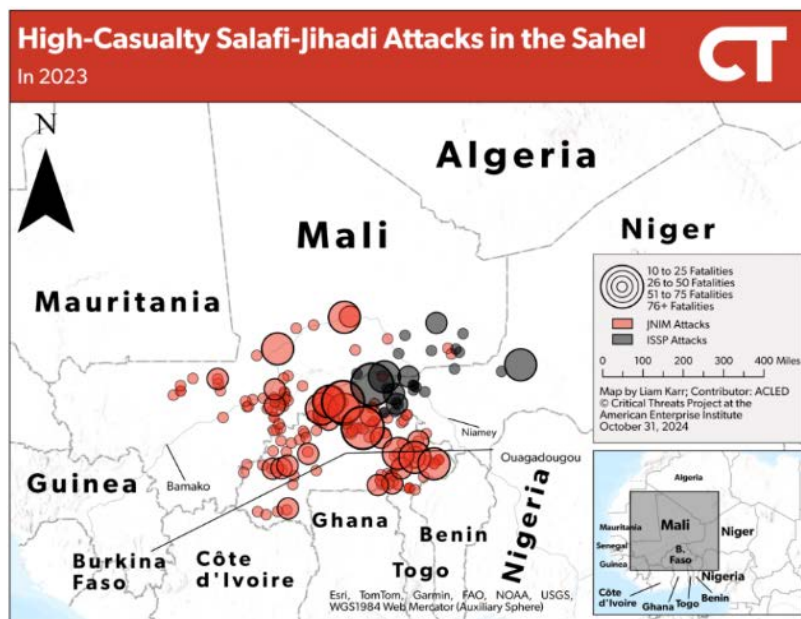 High-Casualty Salafi-Jihadi Attacks in the Sahel
In 2023
CT
N
Algeria
Mali
Niger
Mauritania
10 to 25 Fatalities
26 to 50 Fatalities
51 to 75 Fatalities
76+ Fatalities
JNIM Attacks
ISSP Attacks
0 100 200 300 400 Miles
Map by Liam Karr; Contributor: ACLED
© Critical Threats Project at the
American Enterprise Institute
October 31, 2024
Niamey
Ouagadougou
Bamako
Guinea
Ghana
Benin
Nigeria
Burkina
Faso
Côte
d'Ivoire
Togo
Esri, TomTom, Garmin, FAO, NOAA, USGS,
WGS1984 Web Mercator (Auxiliary Sphere)
Algeria
Mauritania
Mali
Niger
Senegal
Guinea
B.
Faso
Nigeria
Côte
d'Ivoire
Ghana
Togo
Benin